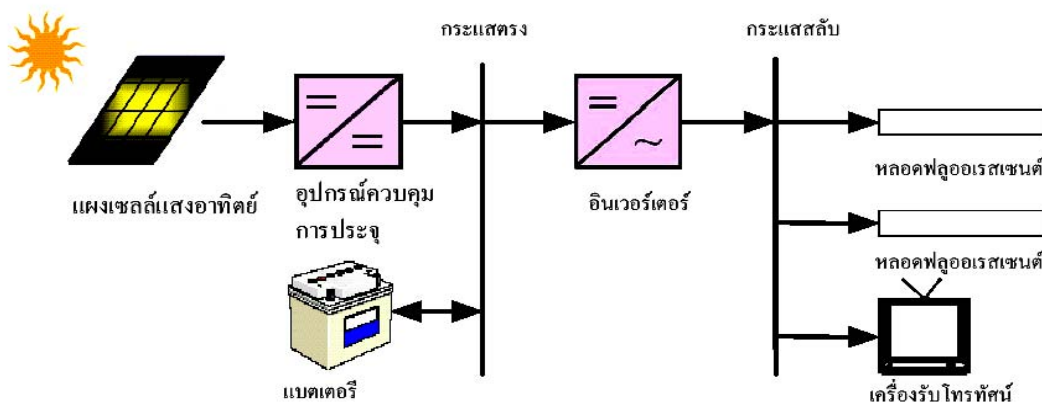 กระแสตรง
กระแสสลับ
แผงเซลล์แสงอาทิตย์
อุปกรณ์ควบคุม
การประจุ
อินเวอร์เตอร์
หลอดฟลูออเรสเซนต์
หลอดฟลูออเรสเซนต์
แบตเตอรี
เครื่องรับโทรทัศน์